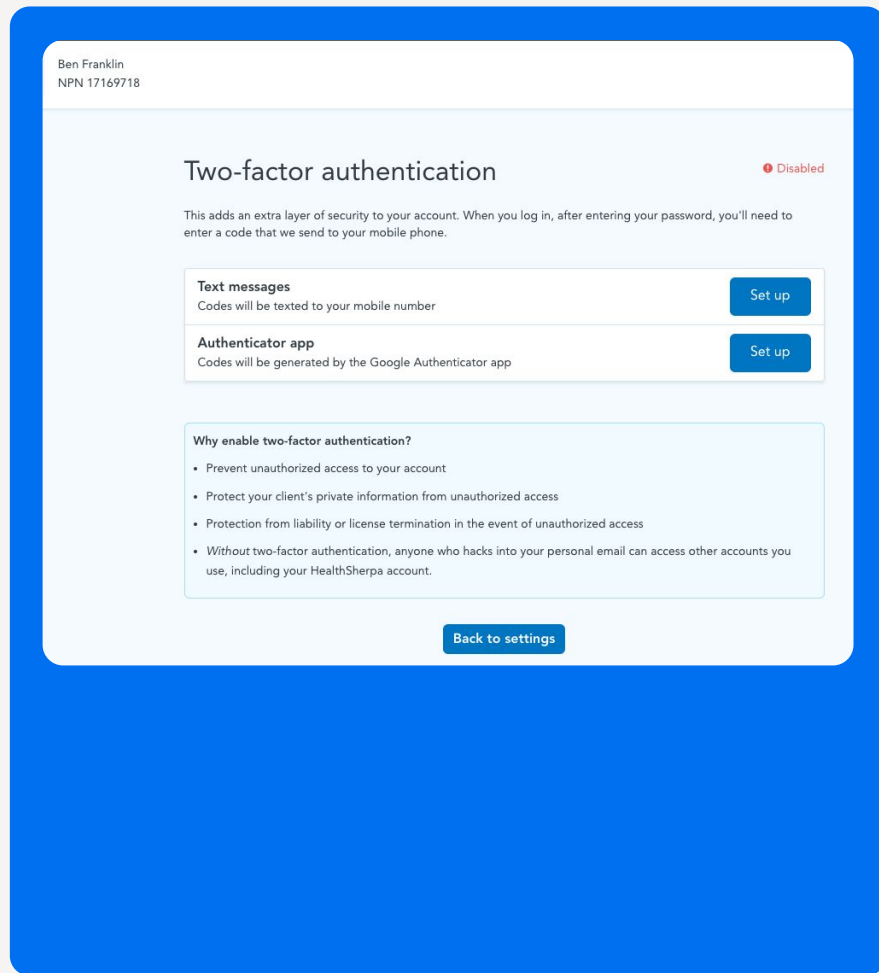 Ben Franklin
NPN 17169718
Two-factor authentication
Disabled
This adds an extra layer of security to your account. When you log in, after entering your password, you'll need to
enter a code that we send to your mobile phone.
Text messages
Codes will be texted to your mobile number
Set up
Authenticator app
Codes will be generated by the Google Authenticator app
Set up
Why enable two-factor authentication?
• Prevent unauthorized access to your account
• Protect your client's private information from unauthorized access
• Protection from liability or license termination in the event of unauthorized access
• Without two-factor authentication, anyone who hacks into your personal email can access other accounts you
use, including your HealthSherpa account.
Back to settings